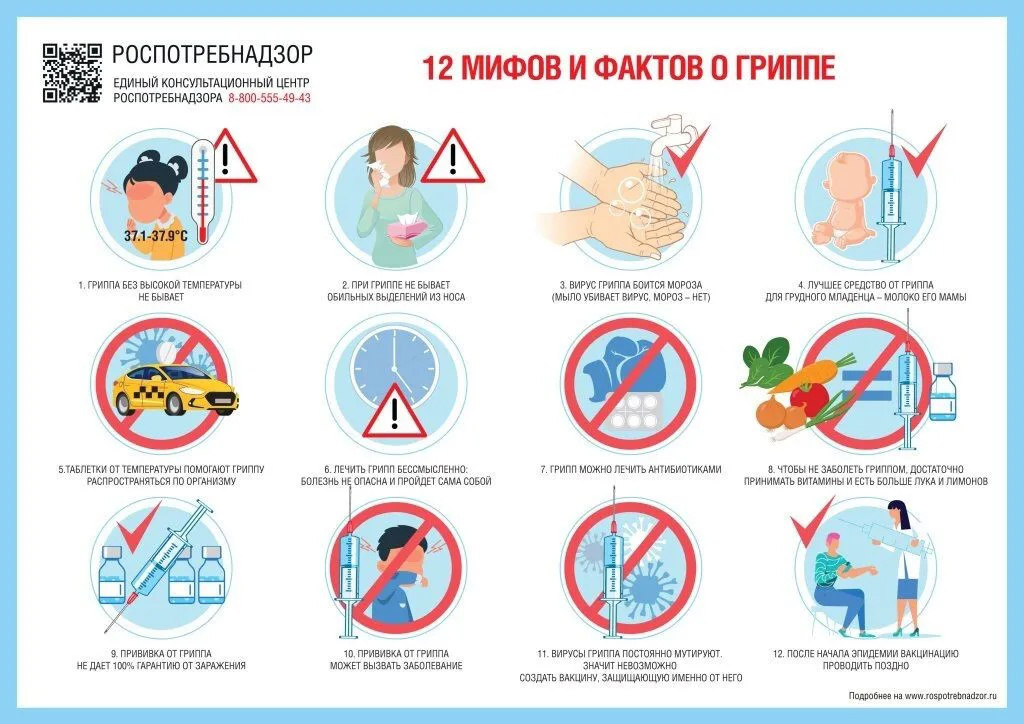 РОСПОТРЕБНАДЗОР
ЕДИНЫЙ КОНСУЛЬТАЦИОННЫЙ ЦЕНТР
РОСПОТРЕБНАДЗОРА 8-800-555-49-43
12 МИФОВ И ФАКТОВ О ГРИППЕ
37.1-37.9°C
1. ГРИППА БЕЗ ВЫСОКОЙ ТЕМПЕРАТУРЫ
НЕ БЫВАЕТ
2. ПРИ ГРИППЕ НЕ БЫВАЕТ
ОБИЛЬНЫХ ВЫДЕЛЕНИЙ ИЗ НОСА
3. ВИРУС ГРИППА БОИТСЯ МОРОЗА
(МЫЛО УБИВАЕТ ВИРУС, МОРОЗ – НЕТ)
4. ЛУЧШЕЕ СРЕДСТВО ОТ ГРИППА
ДЛЯ ГРУДНОГО МЛАДЕНЦА – МОЛОКО ЕГО МАМЫ
5.ТАБЛЕТКИ ОТ ТЕМПЕРАТУРЫ ПОМОГАЮТ ГРИППУ
РАСПРОСТРАНЯТЬСЯ ПО ОРГАНИЗМУ
6. ЛЕЧИТЬ ГРИПП БЕССМЫСЛЕННО:
БОЛЕЗНЬ НЕ ОПАСНА И ПРОЙДЕТ САМА СОБОЙ
7. ГРИПП МОЖНО ЛЕЧИТЬ АНТИБИОТИКАМИ
8. ЧТОБЫ НЕ ЗАБОЛЕТЬ ГРИППОМ, ДОСТАТОЧНО
ПРИНИМАТЬ ВИТАМИНЫ И ЕСТЬ БОЛЬШЕ ЛУКА И ЛИМОНОВ
9. ПРИВИВКА ОТ ГРИППА
НЕ ДАЕТ 100% ГАРАНТИЮ ОТ ЗАРАЖЕНИЯ
10. ПРИВИВКА ОТ ГРИППА
МОЖЕТ ВЫЗВАТЬ ЗАБОЛЕВАНИЕ
11. ВИРУСЫ ГРИППА ПОСТОЯННО МУТИРУЮТ.
ЗНАЧИТ НЕВОЗМОЖНО
СОЗДАТЬ ВАКЦИНУ, ЗАЩИЩАЮЩУЮ ИМЕННО ОТ НЕГО
12. ПОСЛЕ НАЧАЛА ЭПИДЕМИИ ВАКЦИНАЦИЮ
ПРОВОДИТЬ ПОЗДНО
Подробнее на www.rospotrebnadzor.ru